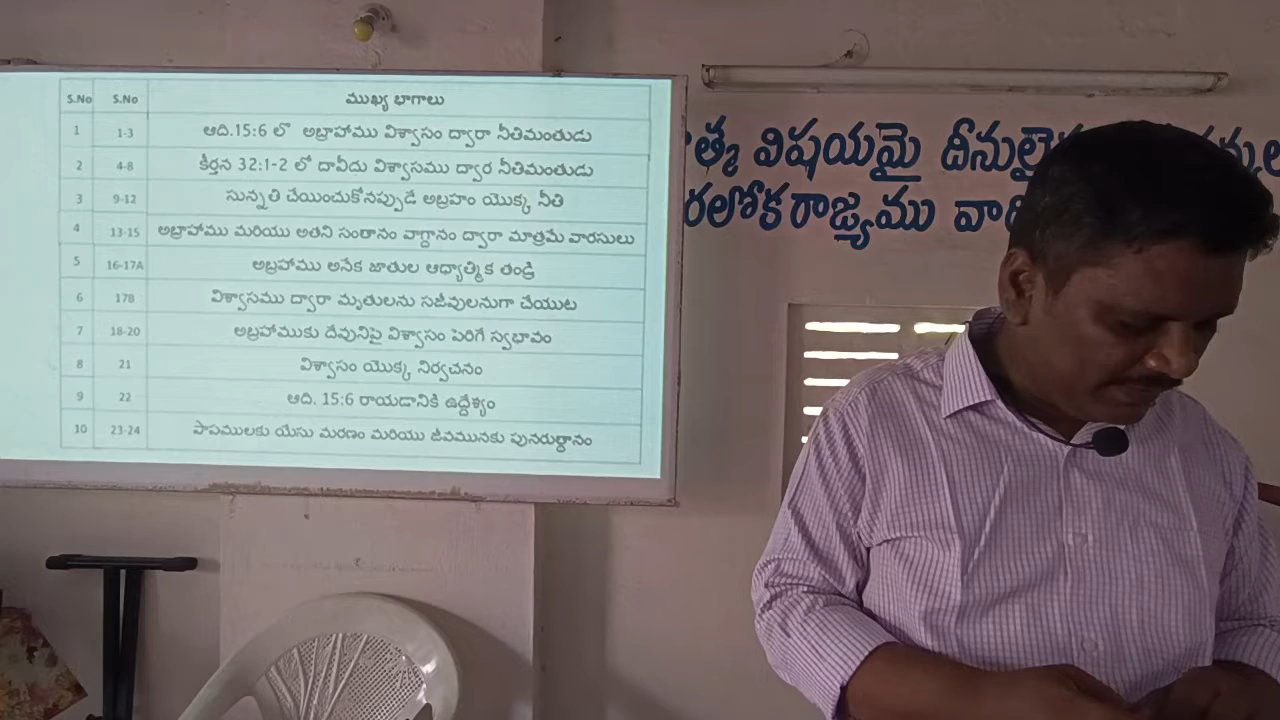 S.No S.No ముఖ్య భాగాలు
1 1-3 ఆది.15:6 లో అబ్రాహాము విశ్వాసం ద్వారా నీతిమంతుడు
2 4-8 కీర్తన 32:1-2 లో దావీదు విశ్వాసము ద్వార నీతిమంతుడు
3 9-12 సున్నతి చేయించుకోనప్పుడే అబ్రహం యొక్క నీతి
4 13-15 అబ్రాహాము మరియు అతని సంతానం వాగ్దానం ద్వారా మాత్రమే వారసులు
5 16-17A అబ్రహాము అనేక జాతుల ఆధ్యాత్మిక తండ్రి
6 17B విశ్వాసము ద్వారా మృతులను సజీవులనుగా చేయుట
7 18-20 అబ్రహాముకు దేవునిపై విశ్వాసం పెరిగే స్వభావం
8 21 విశ్వాసం యొక్క నిర్వచనం
9 22 ఆది. 15:6 రాయడానికి ఉద్దేశ్యం
10 23-24 పాపములకు యేసు మరణం మరియు జీవమునకు పునరుర్థానం
విషయమై